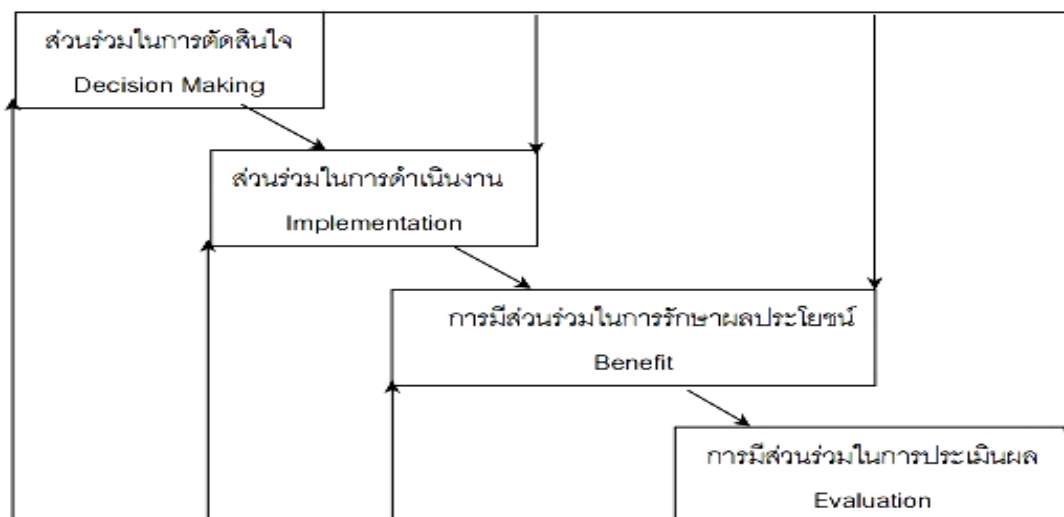 ส่วนร่วมในการตัดสินใจ
Decision Making
ส่วนร่วมในการดำเนินงาน
Implementation
การมีส่วนร่วมในการรักษาผลประโยชน์
Benefit
การมีส่วนร่วมในการประเมินผล
Evaluation